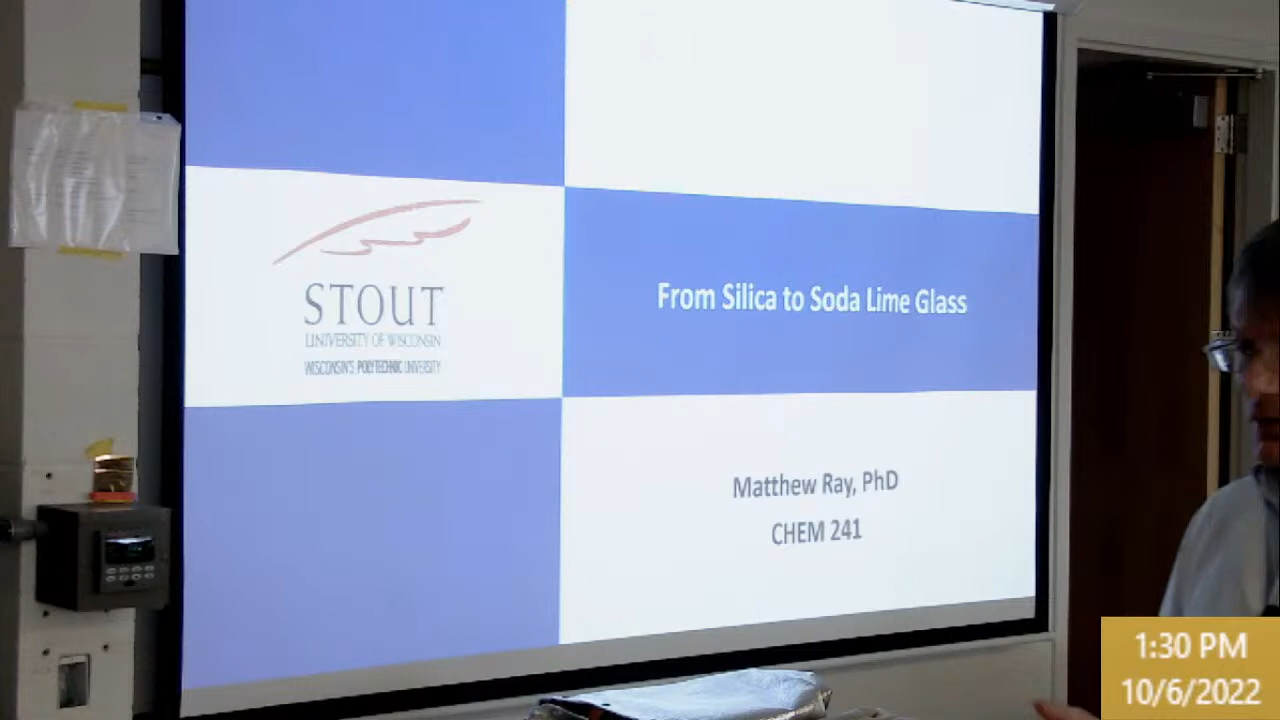 STOUT
UNIVERSITY OF WISCONSIN
WISCONSIN'S POLYTECHNIC UNIVERSITY
From Silica to Soda Lime Glass
Matthew Ray, PhD
CHEM 241
1:30 PM
10/6/2022